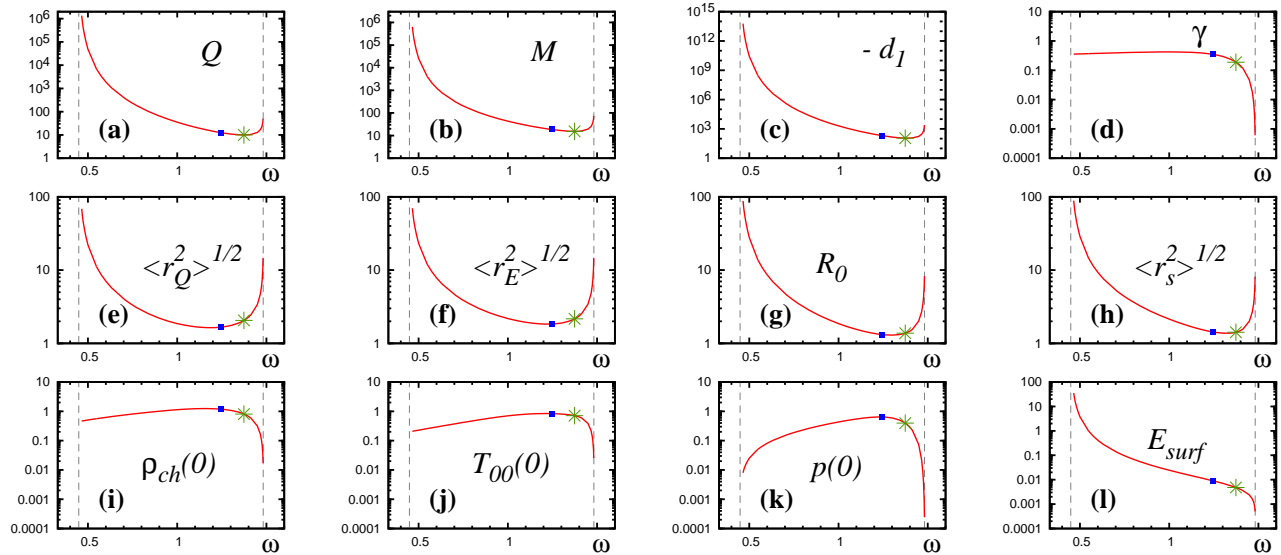 10⁶
10⁵
10⁴
1000
100
10
1
Q
(a)
0.5 1 ω
10⁶
10⁵
10⁴
1000
100
10
1
M
(b)
0.5 1 ω
10¹⁵
10¹²
10⁹
10⁶
10³
1
- d₁
(c)
0.5 1 ω
10
1
0.1
0.01
0.001
0.0001
γ
(d)
0.5 1 ω
100
10
1
<r_Q^2>^1/2
(e)
0.5 1 ω
100
10
1
<r_E^2>^1/2
(f)
0.5 1 ω
100
10
1
R₀
(g)
0.5 1 ω
100
10
1
<r_s^2>^1/2
(h)
0.5 1 ω
10
1
0.1
0.01
0.001
0.0001
ρ_ch(0)
(i)
0.5 1 ω
10
1
0.1
0.01
0.001
0.0001
T₀₀(0)
(j)
0.5 1 ω
10
1
0.1
0.01
0.001
0.0001
p(0)
(k)
0.5 1 ω
100
10
1
0.1
0.01
0.001
0.0001
E_surf
(l)
0.5 1 ω